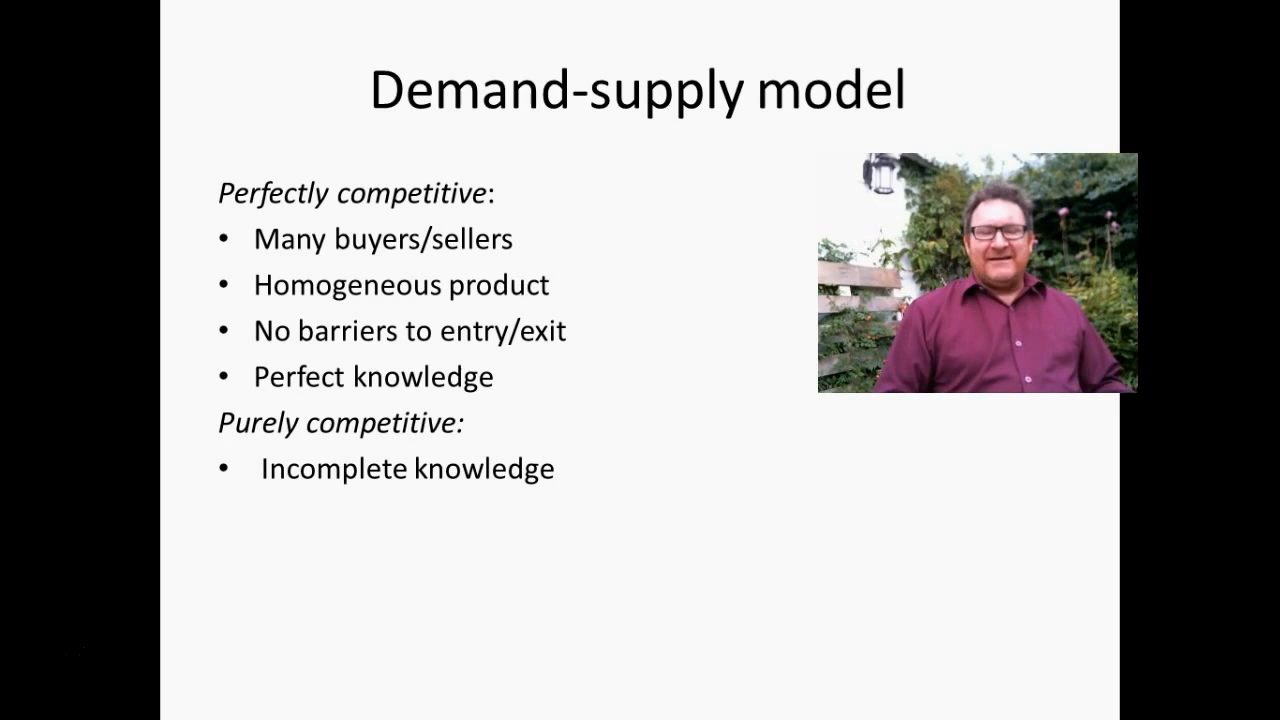 Demand-supply model
Perfectly competitive:
• Many buyers/sellers
• Homogeneous product
• No barriers to entry/exit
• Perfect knowledge
Purely competitive:
• Incomplete knowledge